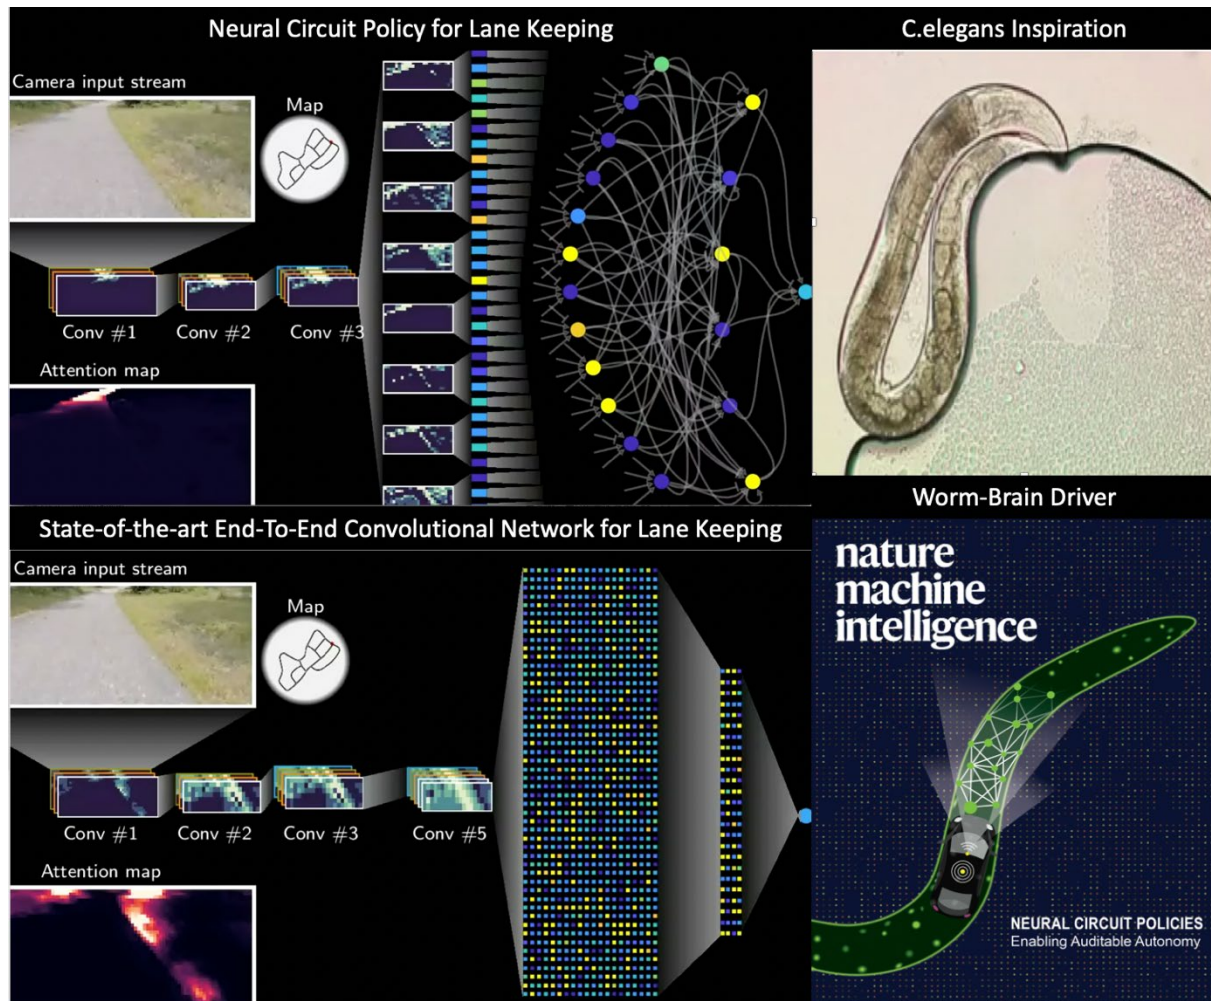 Neural Circuit Policy for Lane Keeping
Camera input stream
Map
Conv #1
Conv #2
Conv #3
Attention map
C.elegans Inspiration
State-of-the-art End-To-End Convolutional Network for Lane Keeping
Camera input stream
Map
Conv #1
Conv #2
Conv #3
Conv #5
Attention map
Worm-Brain Driver
nature
machine
intelligence
NEURAL CIRCUIT POLICIES
Enabling Auditable Autonomy